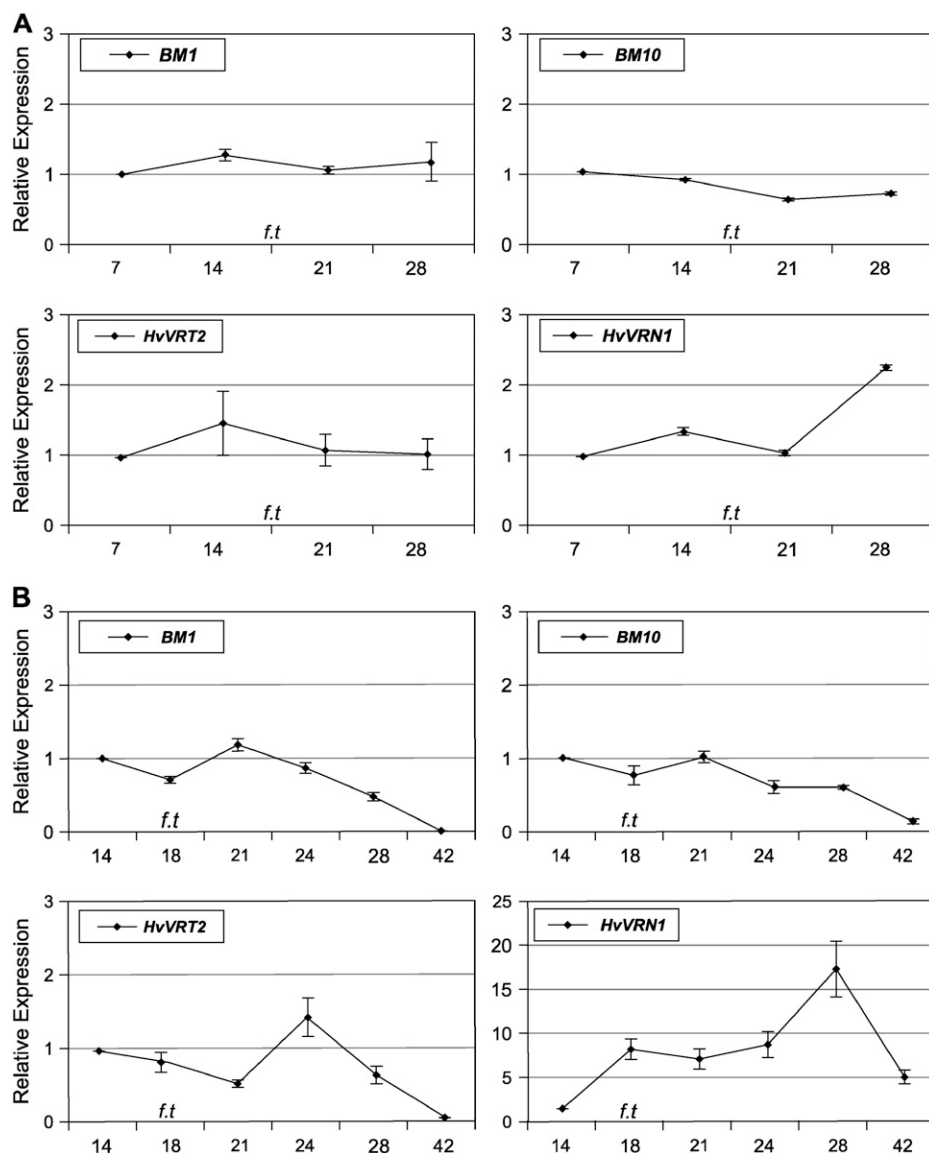 A
BM1
BM10
Relative Expression
3
2
1
0
f.t
7 14 21 28
3
2
1
0
f.t
7 14 21 28
HvVRT2
HvVRN1
Relative Expression
3
2
1
0
f.t
7 14 21 28
3
2
1
0
f.t
7 14 21 28
B
BM1
BM10
Relative Expression
3
2
1
0
f.t
14 18 21 24 28 42
3
2
1
0
f.t
14 18 21 24 28 42
HvVRT2
HvVRN1
Relative Expression
3
2
1
0
f.t
14 18 21 24 28 42
25
20
15
10
5
0
f.t
14 18 21 24 28 42